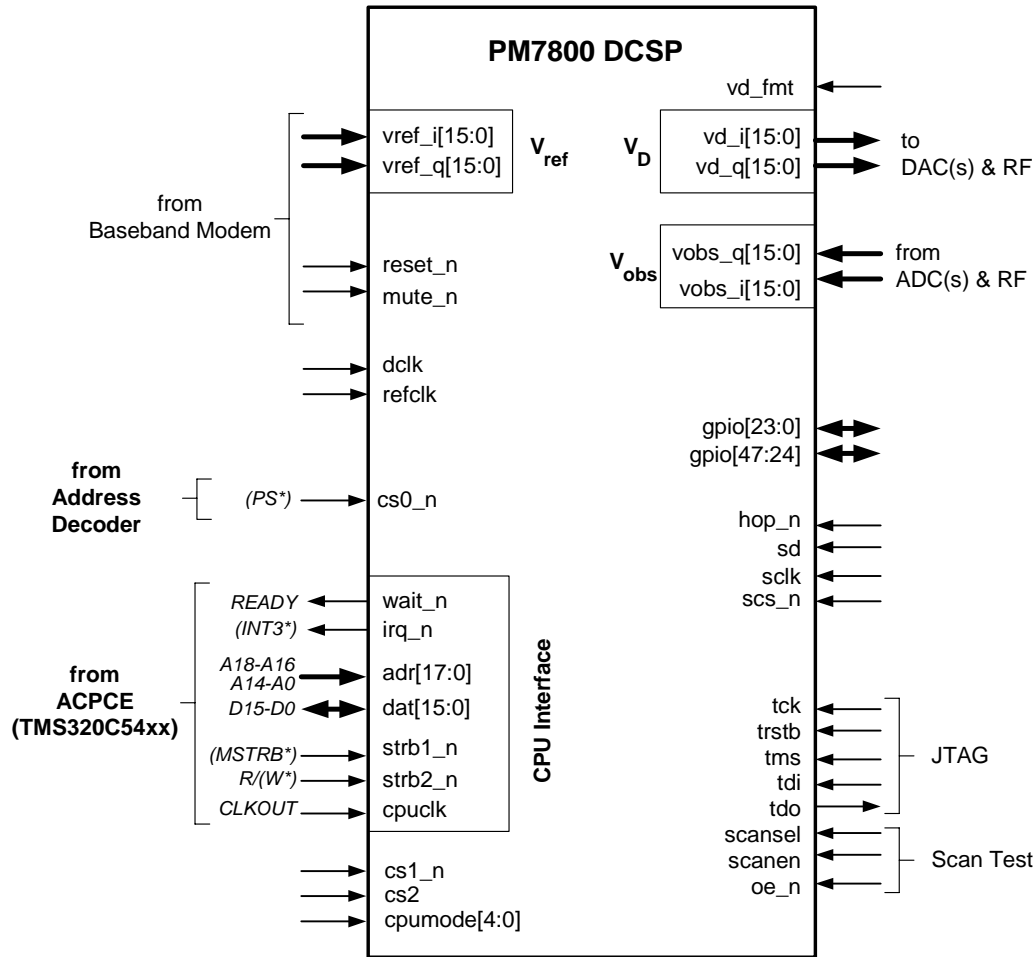 PM7800 DCSP
vd_fmt
vref_i[15:0]
vref_q[15:0]
Vref
from
Baseband Modem
reset_n
mute_n
VD
vd_i[15:0]
vd_q[15:0]
to
DAC(s) & RF
Vobs
vobs_q[15:0]
vobs_i[15:0]
from
ADC(s) & RF
dclk
refclk
gpio[23:0]
gpio[47:24]
from
Address
Decoder
(PS*)
cs0_n
hop_n
sd
sclk
scs_n
from
ACPCE
(TMS320C54xx)
READY
(INT3*)
A18-A16
A14-A0
D15-D0
(MSTRB*)
R/(W*)
CLKOUT
wait_n
irq_n
adr[17:0]
dat[15:0]
strb1_n
strb2_n
cpuclk
CPU Interface
tck
trstb
tms
tdi
tdo
JTAG
scansel
scanen
oe_n
Scan Test
cs1_n
cs2
cpumode[4:0]